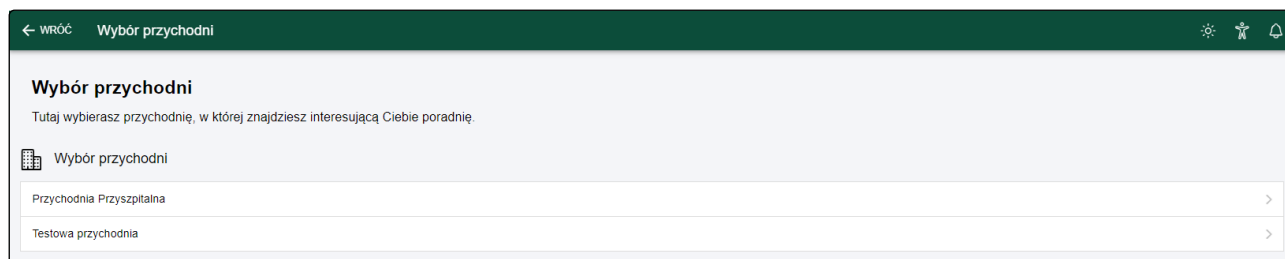 WRÓĆ Wybór przychodni
Wybór przychodni
Tutaj wybierasz przychodnię, w której znajdziesz interesującą Ciebie poradnię.
Wybór przychodni
Przychodnia Przyszpitalna
Testowa przychodnia